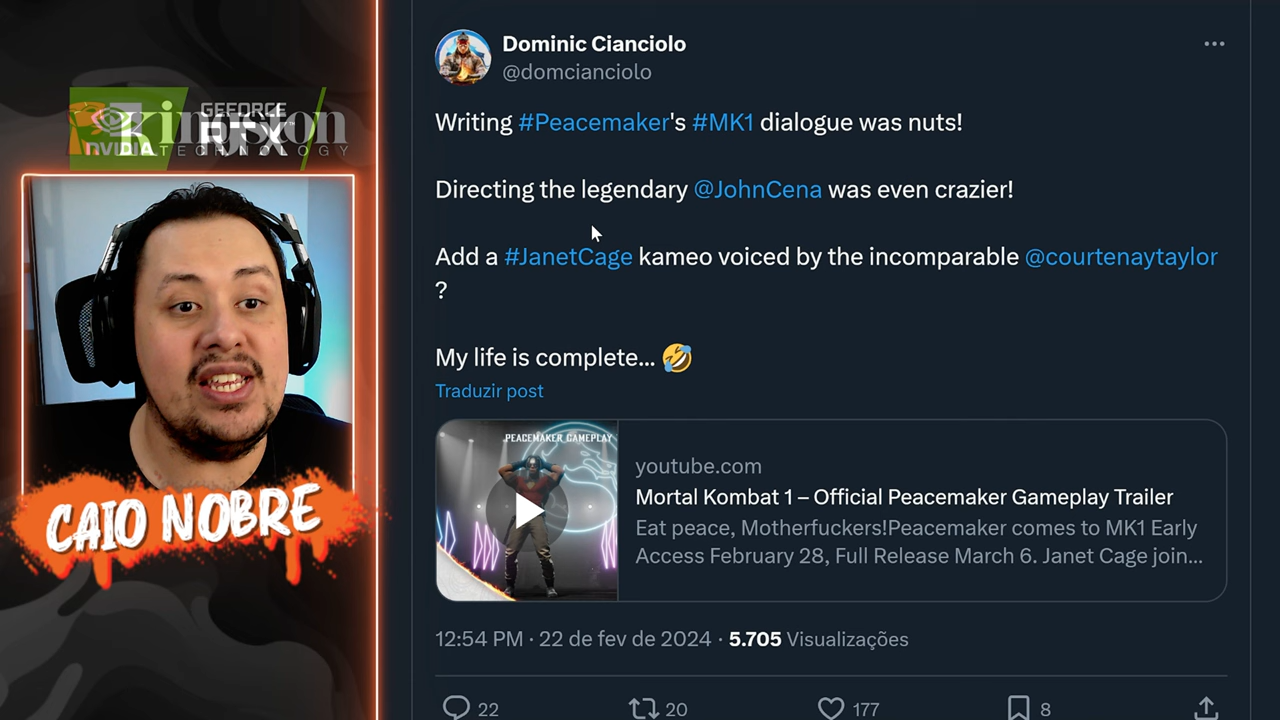 Dominic Cianciolo
@domcianciolo
Writing #Peacemaker's #MK1 dialogue was nuts!
Directing the legendary @JohnCena was even crazier!
Add a #JanetCage kameo voiced by the incomparable @courtenaytaylor
?
My life is complete... 🤣
Traduzir post
PEACEMAKER GAMEPLAY
youtube.com
Mortal Kombat 1 – Official Peacemaker Gameplay Trailer
Eat peace, Motherfuckers!Peacemaker comes to MK1 Early
Access February 28, Full Release March 6. Janet Cage join...
12:54 PM · 22 de fev de 2024 · 5.705 Visualizações
22 20 177 8
GEFORCE
RTX
Kingston
TECHNOLOGY
NVIDIA
CAIO NOBRE